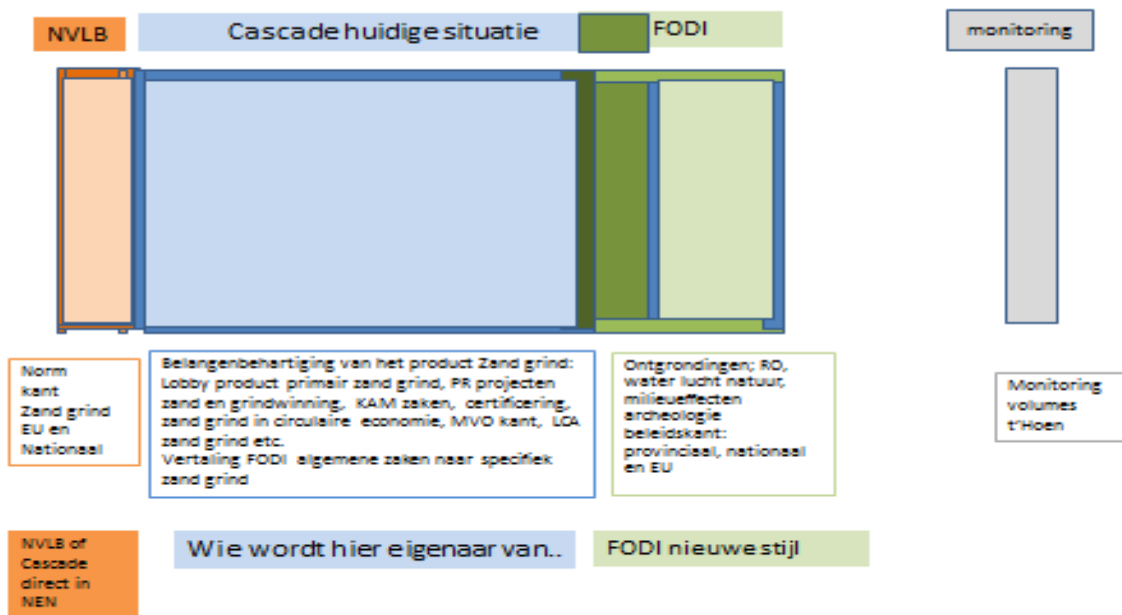 NVLB
Cascade huidige situatie
FODI
monitoring
Norm
kant
Zand grind
EU en
Nationaal
Belangenbehartiging van het product Zand grind:
Lobby product primair zand grind, PR projecten
zand en grindwinning, KAM zaken, certificering,
zand grind in circulaire economie, MVO kant, LCA
zand grind etc.
Vertaling FODI algemene zaken naar specifiek
zand grind
Ontgrondingen; RO,
water lucht natuur,
milieueffecten
archeologie
beleidskant:
provinciaal, nationaal
en EU
Monitoring
volumes
t'Hoen
NVLB of
Cascade
direct in
NEN
Wie wordt hier eigenaar van..
FODI nieuwe stijl